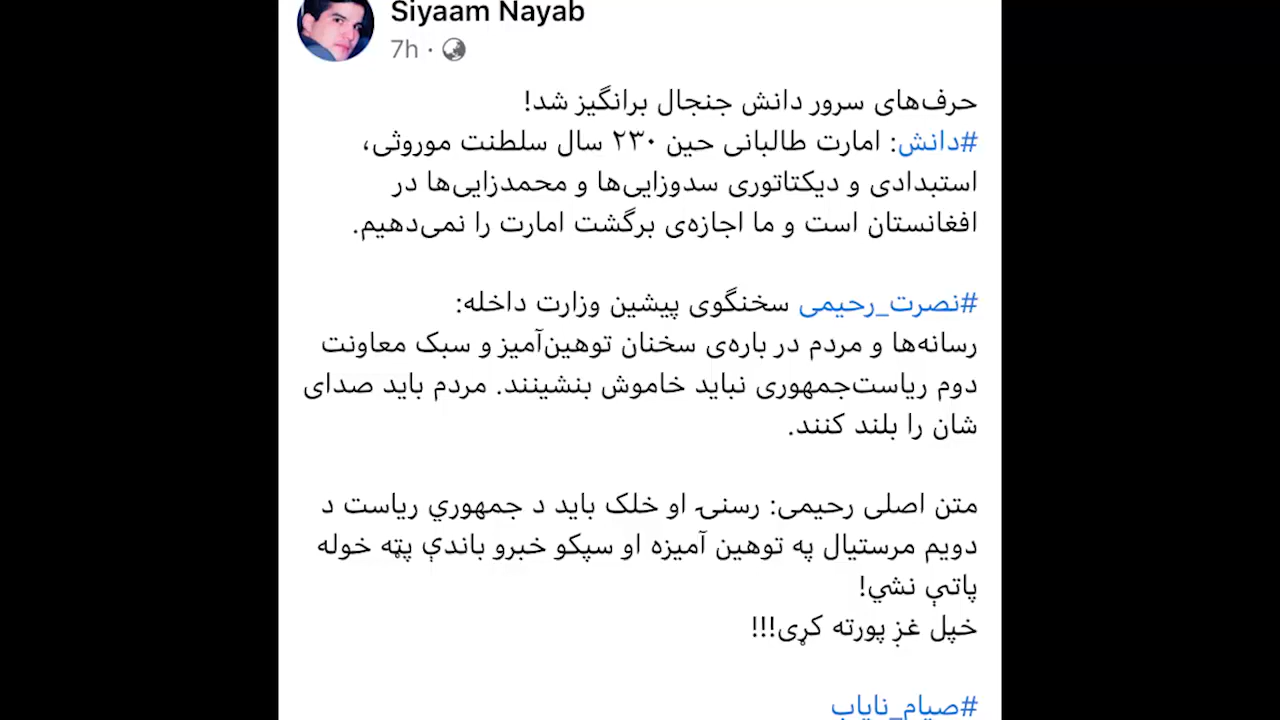 Siyaam Nayab
7h ·
حرف‌های سرور دانش جنجال برانگیز شد!
#دانش: امارت طالبانی حین ۲۳۰ سال سلطنت موروثی،
استبدادی و دیکتاتوری سدوزایی‌ها و محمدزایی‌ها در
افغانستان است و ما اجازه‌ی برگشت امارت را نمی‌دهیم.
#نصرت_رحیمی سخنگوی پیشین وزارت داخله:
رسانه‌ها و مردم در باره‌ی سخنان توهین‌آمیز و سبک معاونت
دوم ریاست‌جمهوری نباید خاموش بنشینند. مردم باید صدای
شان را بلند کنند.
متن اصلی رحیمی: رسنۍ او خلک باید د جمهوري ریاست د
دویم مرستیال په توهین آمیزه او سپکو خبرو باندې پټه خوله
پاتې نشي!
خپل غږ پورته کړی!!!
#صیام_نایاب